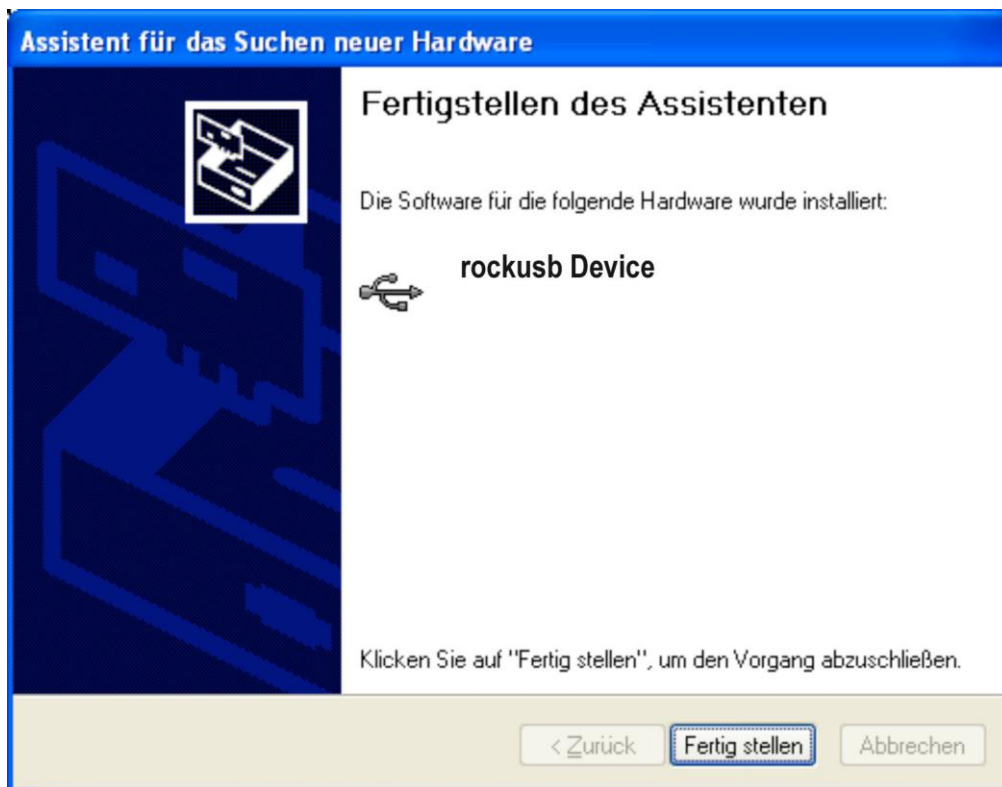 Assistent für das Suchen neuer Hardware
Fertigstellen des Assistenten
Die Software für die folgende Hardware wurde installiert:
rockusb Device
Klicken Sie auf "Fertig stellen", um den Vorgang abzuschließen.
< Zurück Fertig stellen Abbrechen